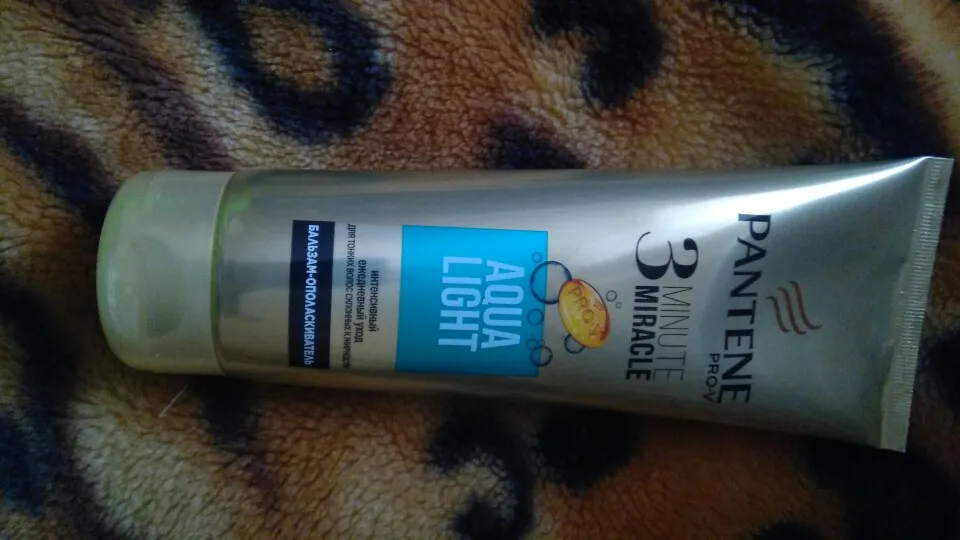 PANTENE
PRO-V
3 MINUTE
MIRACLE
PRO-V
AQUA
LIGHT
ИНТЕНСИВНЫЙ
ЕЖЕДНЕВНЫЙ УХОД
ДЛЯ ТОНКИХ ВОЛОС СКЛОННЫХ К ЖИРНОСТИ
БАЛЬЗАМ-ОПОЛАСКИВАТЕЛЬ